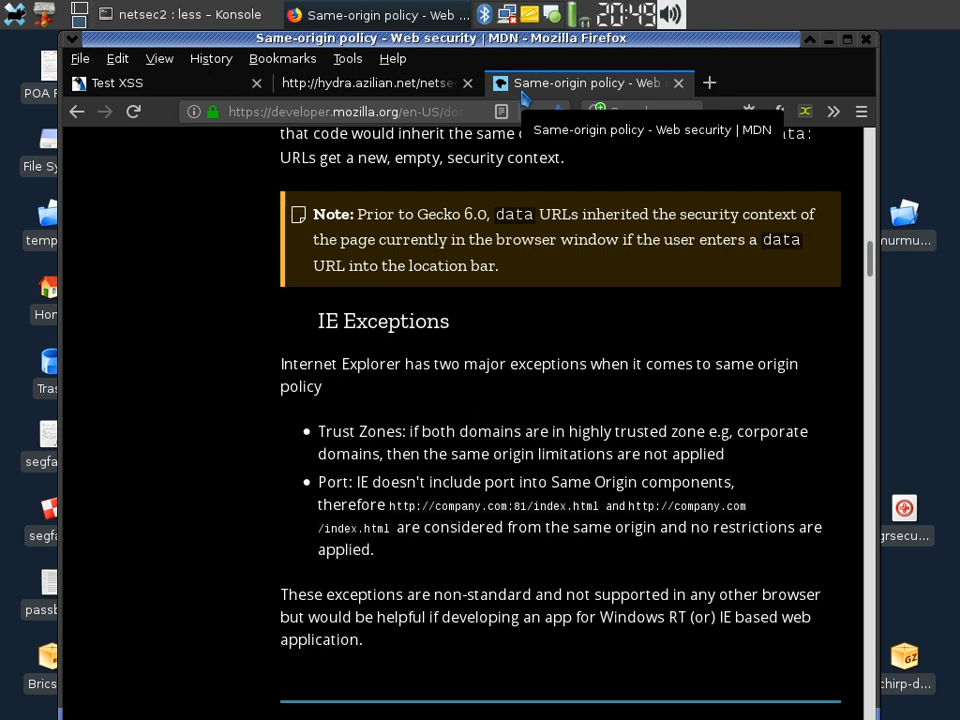 netsec2 : less – Konsole
Same-origin policy - Web ...
20:49
Same-origin policy - Web security | MDN - Mozilla Firefox
File Edit View History Bookmarks Tools Help
Test XSS
http://hydra.azilian.net/netsec
Same-origin policy - Web
https://developer.mozilla.org/en-US/do
Same-origin policy - Web security | MDN
that code would inherit the same
URLs get a new, empty, security context.
Note: Prior to Gecko 6.0, data URLs inherited the security context of
the page currently in the browser window if the user enters a data
URL into the location bar.
IE Exceptions
Internet Explorer has two major exceptions when it comes to same origin
policy
Trust Zones: if both domains are in highly trusted zone e.g, corporate
domains, then the same origin limitations are not applied
Port: IE doesn't include port into Same Origin components,
therefore http://company.com:81/index.html and http://company.com
/index.html are considered from the same origin and no restrictions are
applied.
These exceptions are non-standard and not supported in any other browser
but would be helpful if developing an app for Windows RT (or) IE based web
application.
POA F
File Sy
temp
Hor
Tras
segfa
segfa
passb
Brics
murmu...
grsecu...
chirp-d...